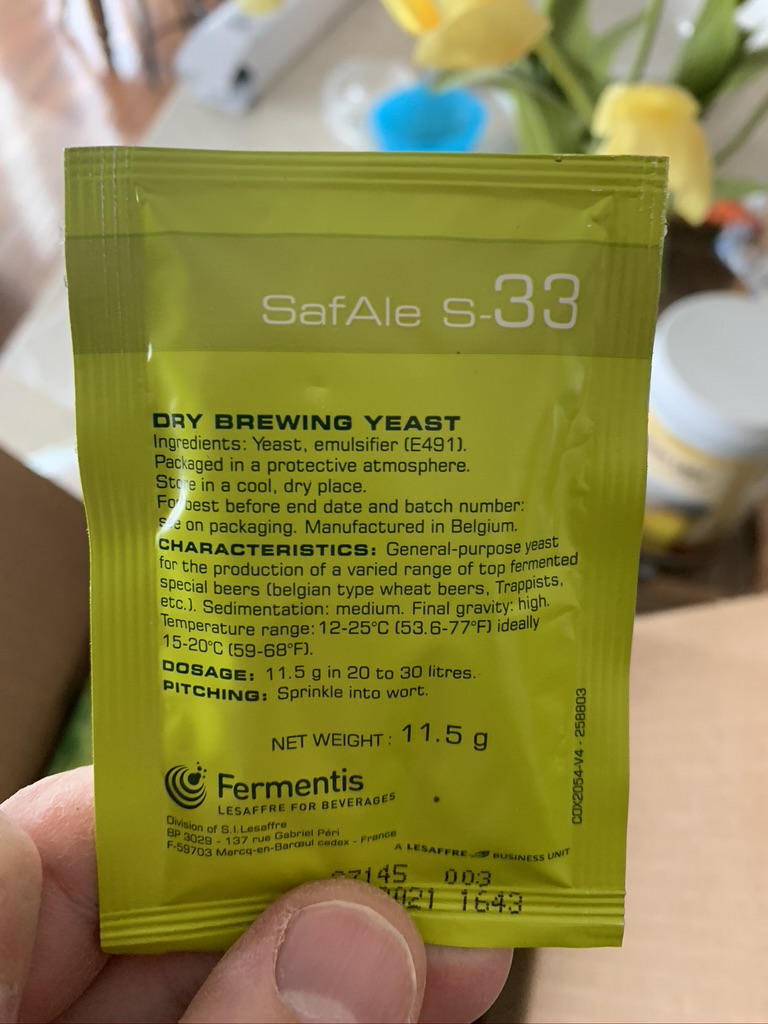 SafAle S-33
DRY BREWING YEAST
Ingredients: Yeast, emulsifier (E491).
Packaged in a protective atmosphere.
Store in a cool, dry place.
For best before end date and batch number:
see on packaging. Manufactured in Belgium.
CHARACTERISTICS: General-purpose yeast
for the production of a varied range of top fermented
special beers (belgian type wheat beers, Trappists,
etc.). Sedimentation: medium. Final gravity: high.
Temperature range: 12-25°C (53.6-77°F) ideally
15-20°C (59-68°F).
DOSAGE: 11.5 g in 20 to 30 litres.
PITCHING: Sprinkle into wort.
NET WEIGHT: 11.5 g
COX2054-V4 - 258803
Fermentis
LESAFFRE FOR BEVERAGES
Division of S.I.Lesaffre
BP 3029 - 137 rue Gabriel Péri
F-59703 Marcq-en-Barœul cedex - France
A LESAFFRE BUSINESS UNIT
003
1643